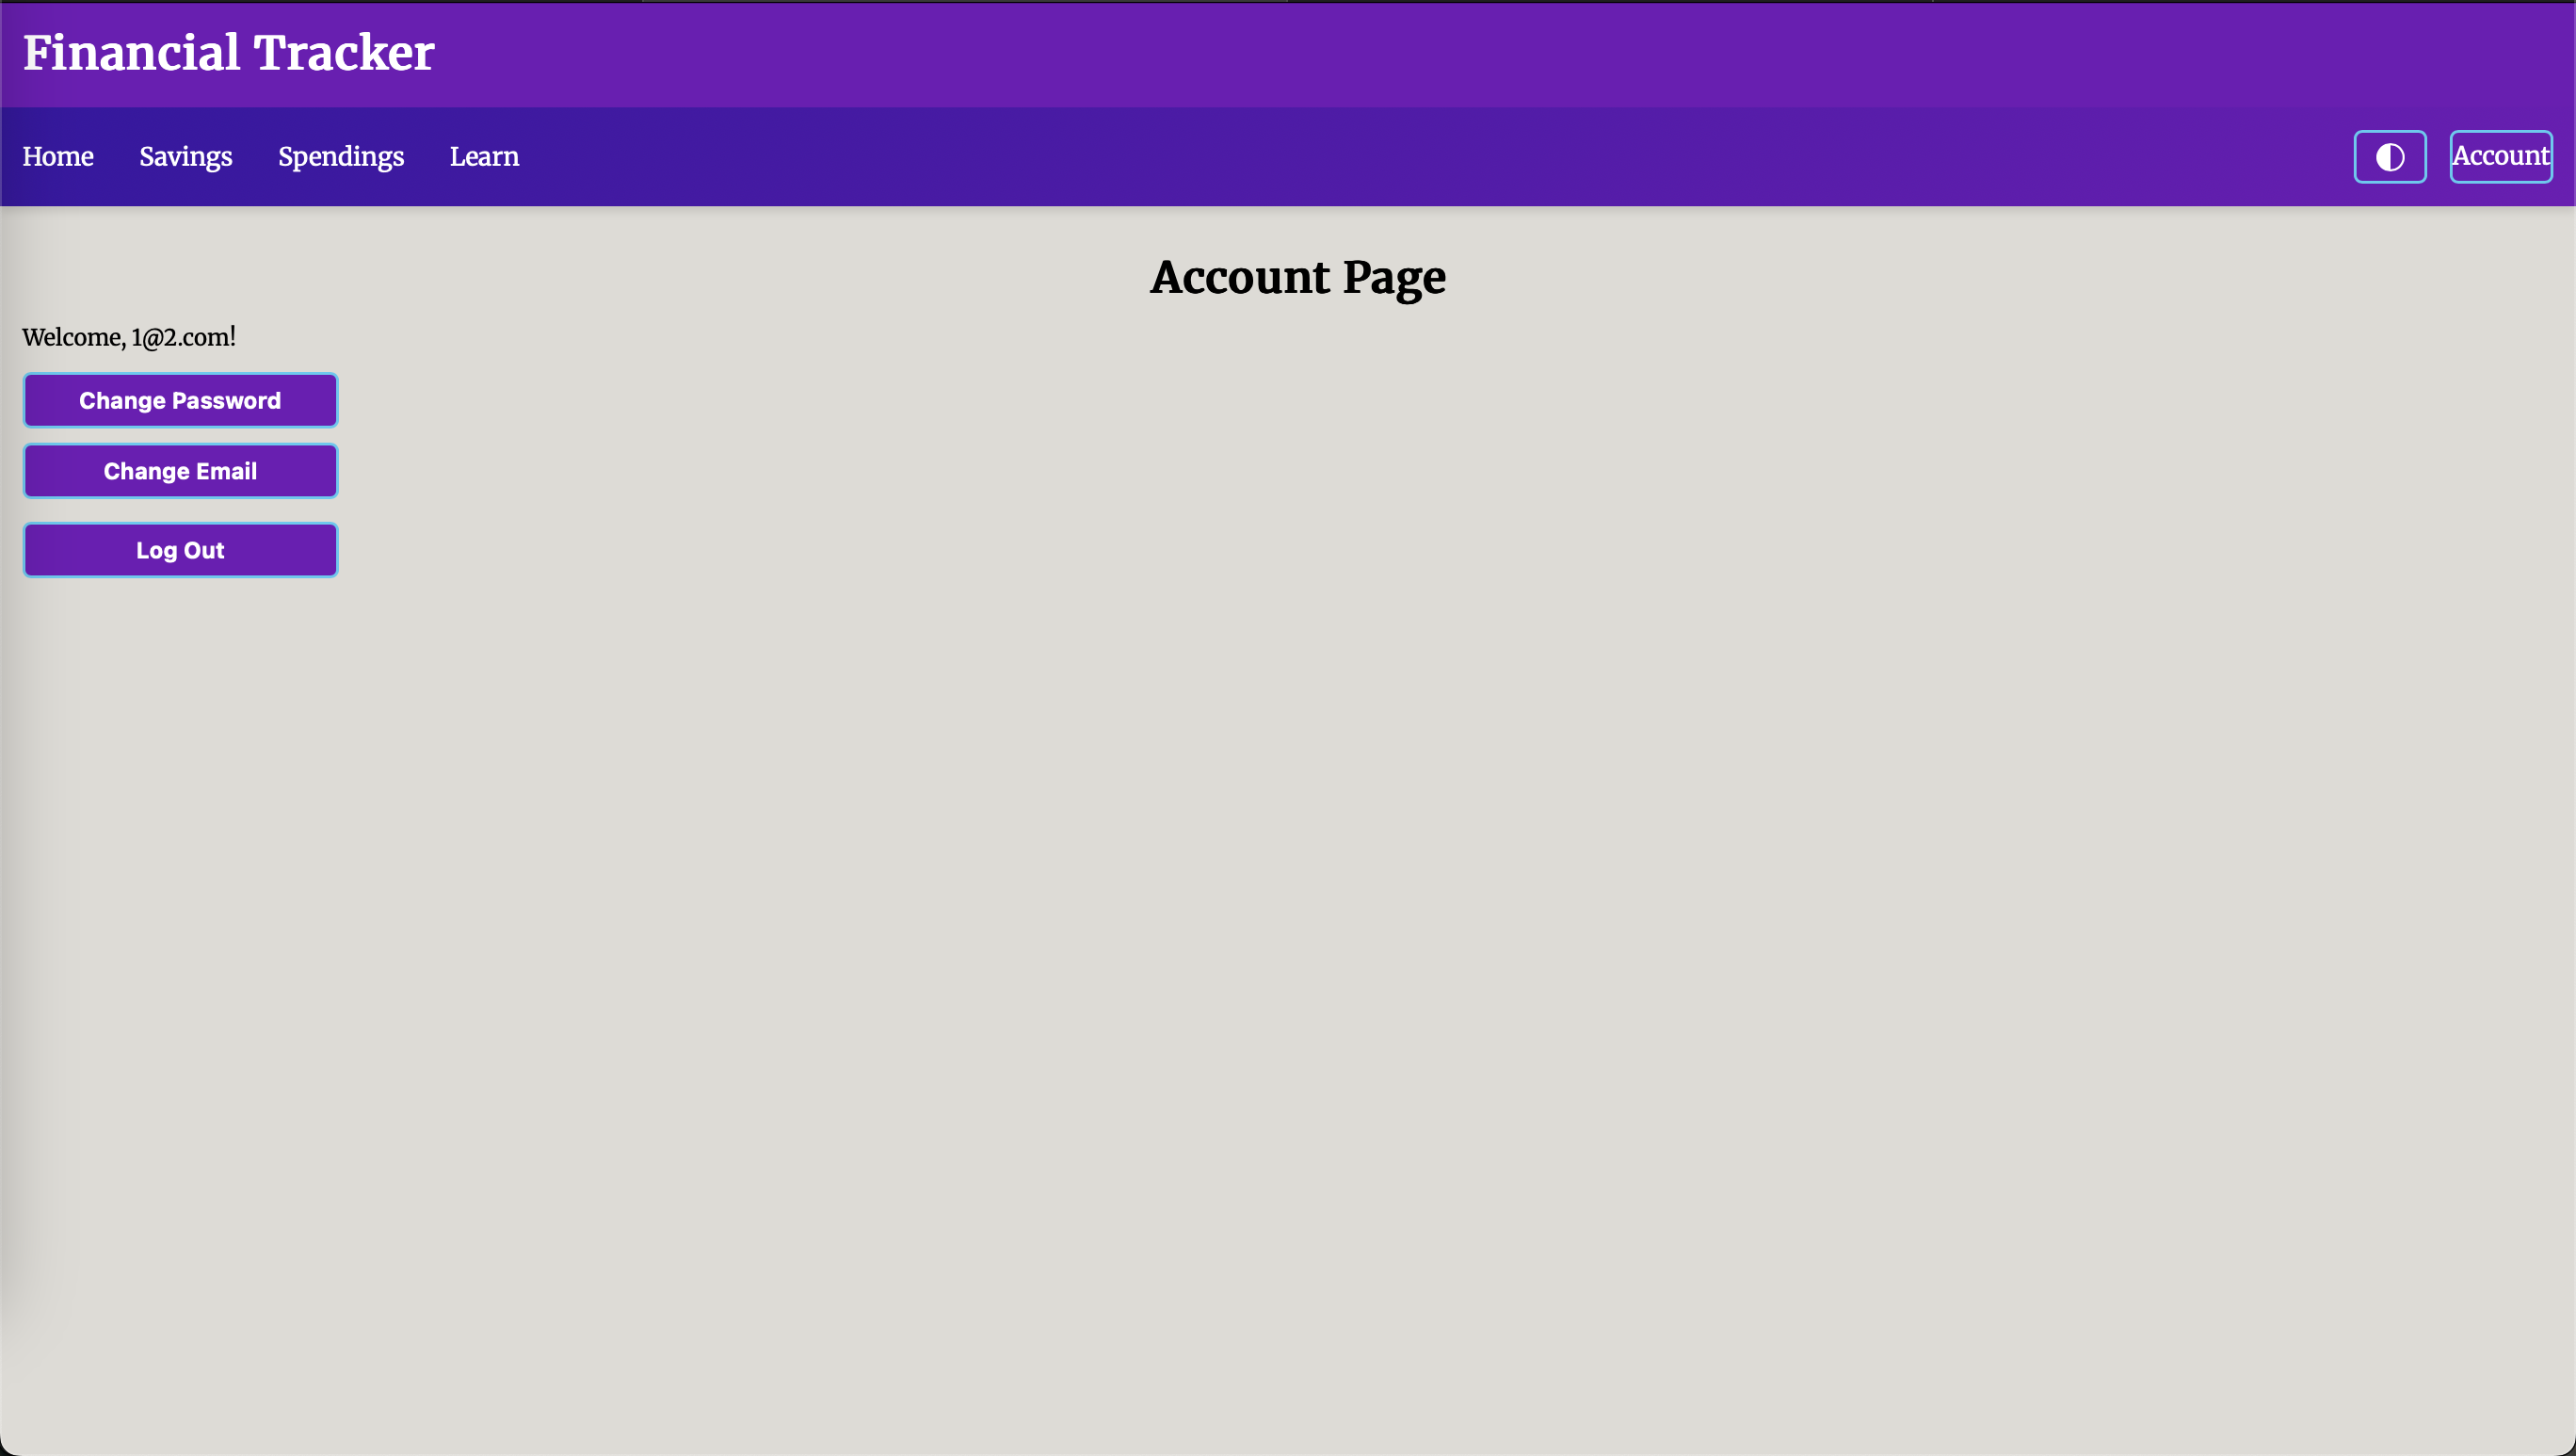 Financial Tracker
Home Savings Spendings Learn Account
Account Page
Welcome, 1@2.com!
Change Password
Change Email
Log Out